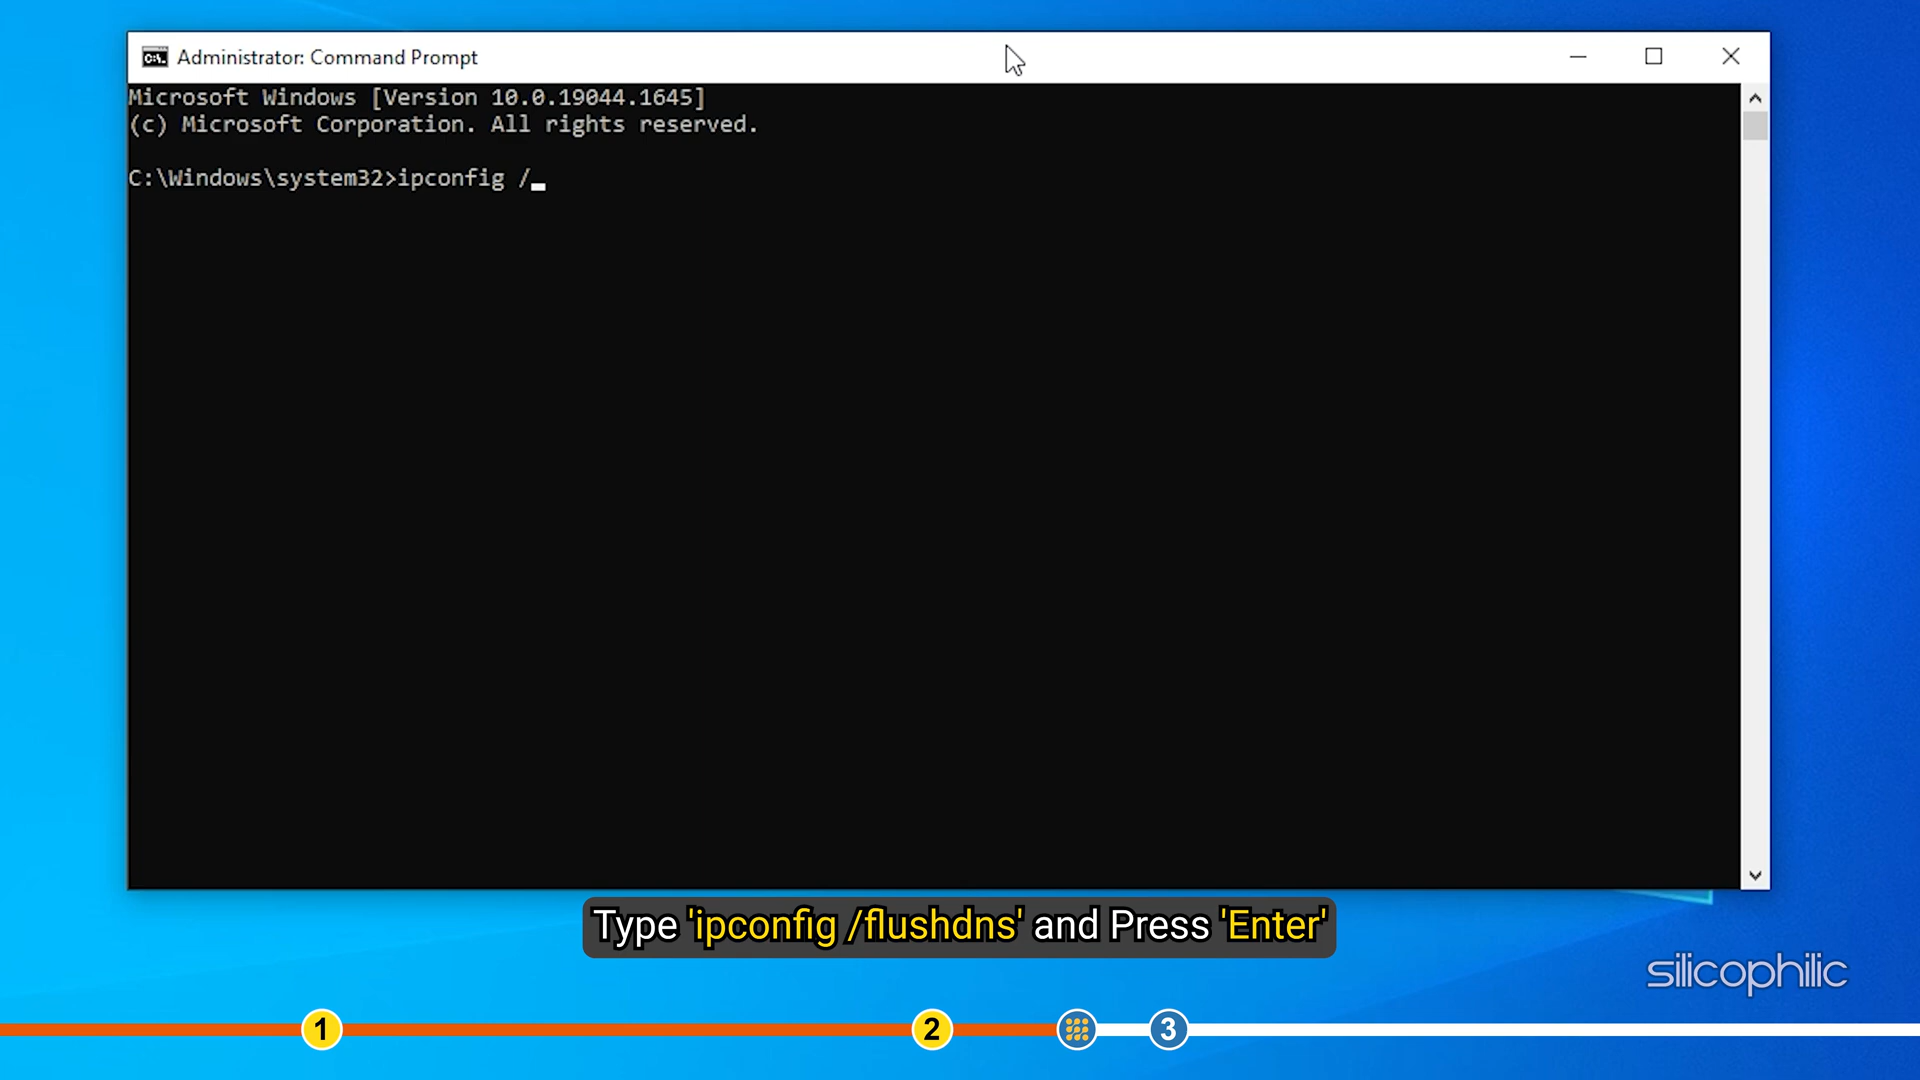 Administrator: Command Prompt
Microsoft Windows [Version 10.0.19044.1645]
(c) Microsoft Corporation. All rights reserved.
C:\Windows\system32>ipconfig /
Type 'ipconfig /flushdns' and Press 'Enter'
silicophilic
1 2 3